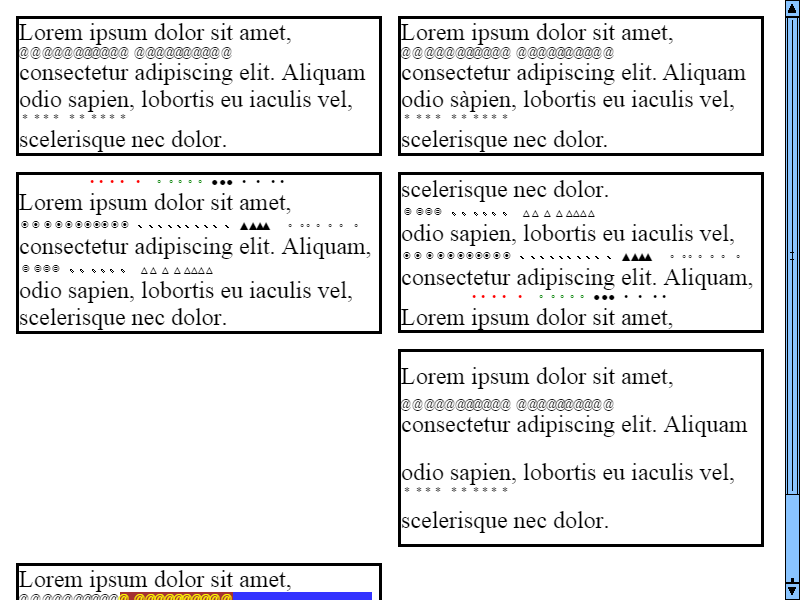 Lorem ipsum dolor sit amet,
@@@@@@@@@@@ @@@@@@@@@@
consectetur adipiscing elit. Aliquam
odio sapien, lobortis eu iaculis vel,
* * * * * * * * * * *
scelerisque nec dolor.
Lorem ipsum dolor sit amet,
@@@@@@@@@@@ @@@@@@@@@@
consectetur adipiscing elit. Aliquam
odio sàpien, lobortis eu iaculis vel,
* * * * * * * * * * *
scelerisque nec dolor.
Lorem ipsum dolor sit amet,
consectetur adipiscing elit. Aliquam,
odio sapien, lobortis eu iaculis vel,
scelerisque nec dolor.
scelerisque nec dolor.
odio sapien, lobortis eu iaculis vel,
consectetur adipiscing elit. Aliquam,
Lorem ipsum dolor sit amet,
Lorem ipsum dolor sit amet,
@@@@@@@@@@@ @@@@@@@@@@
consectetur adipiscing elit. Aliquam
odio sapien, lobortis eu iaculis vel,
* * * * * * * * * * *
scelerisque nec dolor.
Lorem ipsum dolor sit amet,